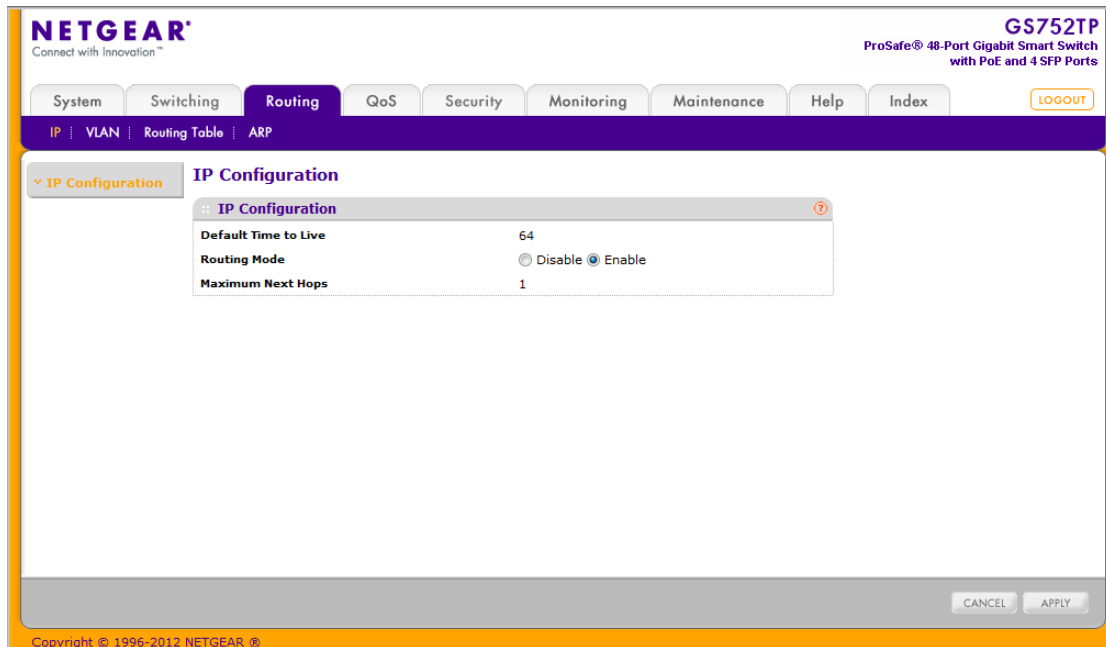 NETGEAR®
Connect with Innovation™
GS752TP
ProSafe® 48-Port Gigabit Smart Switch
with PoE and 4 SFP Ports
System Switching Routing QoS Security Monitoring Maintenance Help Index LOGOUT
IP VLAN Routing Table ARP
IP Configuration
IP Configuration
IP Configuration ?
Default Time to Live 64
Routing Mode Disable Enable
Maximum Next Hops 1
CANCEL APPLY
Copyright © 1996-2012 NETGEAR ®